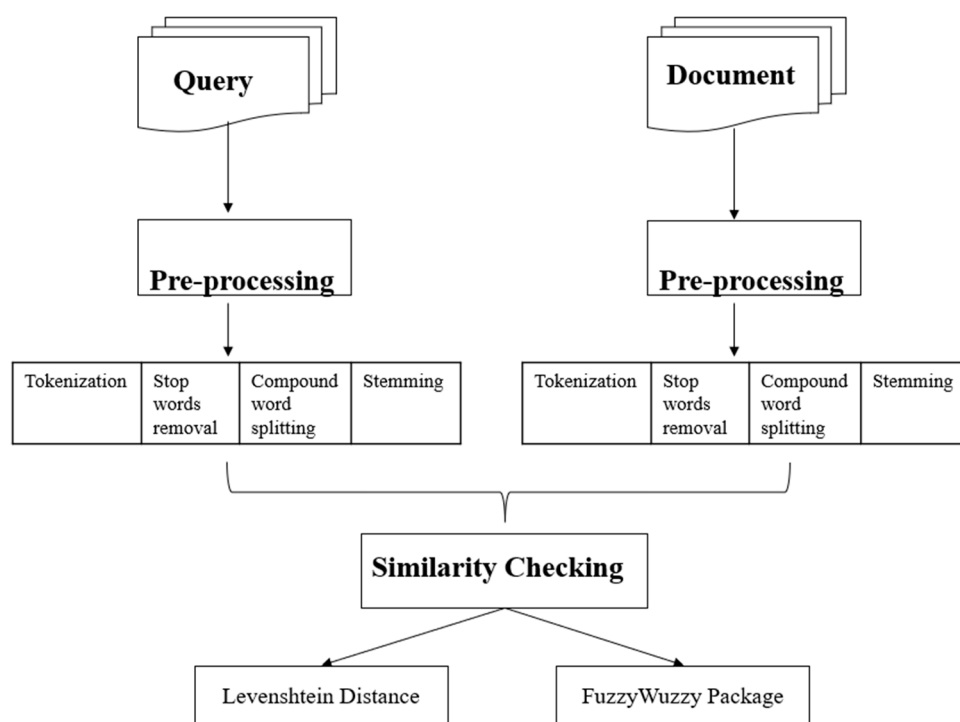 Query
Document
Pre-processing
Pre-processing
Tokenization
Stop
words
removal
Compound
word
splitting
Stemming
Tokenization
Stop
words
removal
Compound
word
splitting
Stemming
Similarity Checking
Levenshtein Distance
FuzzyWuzzy Package